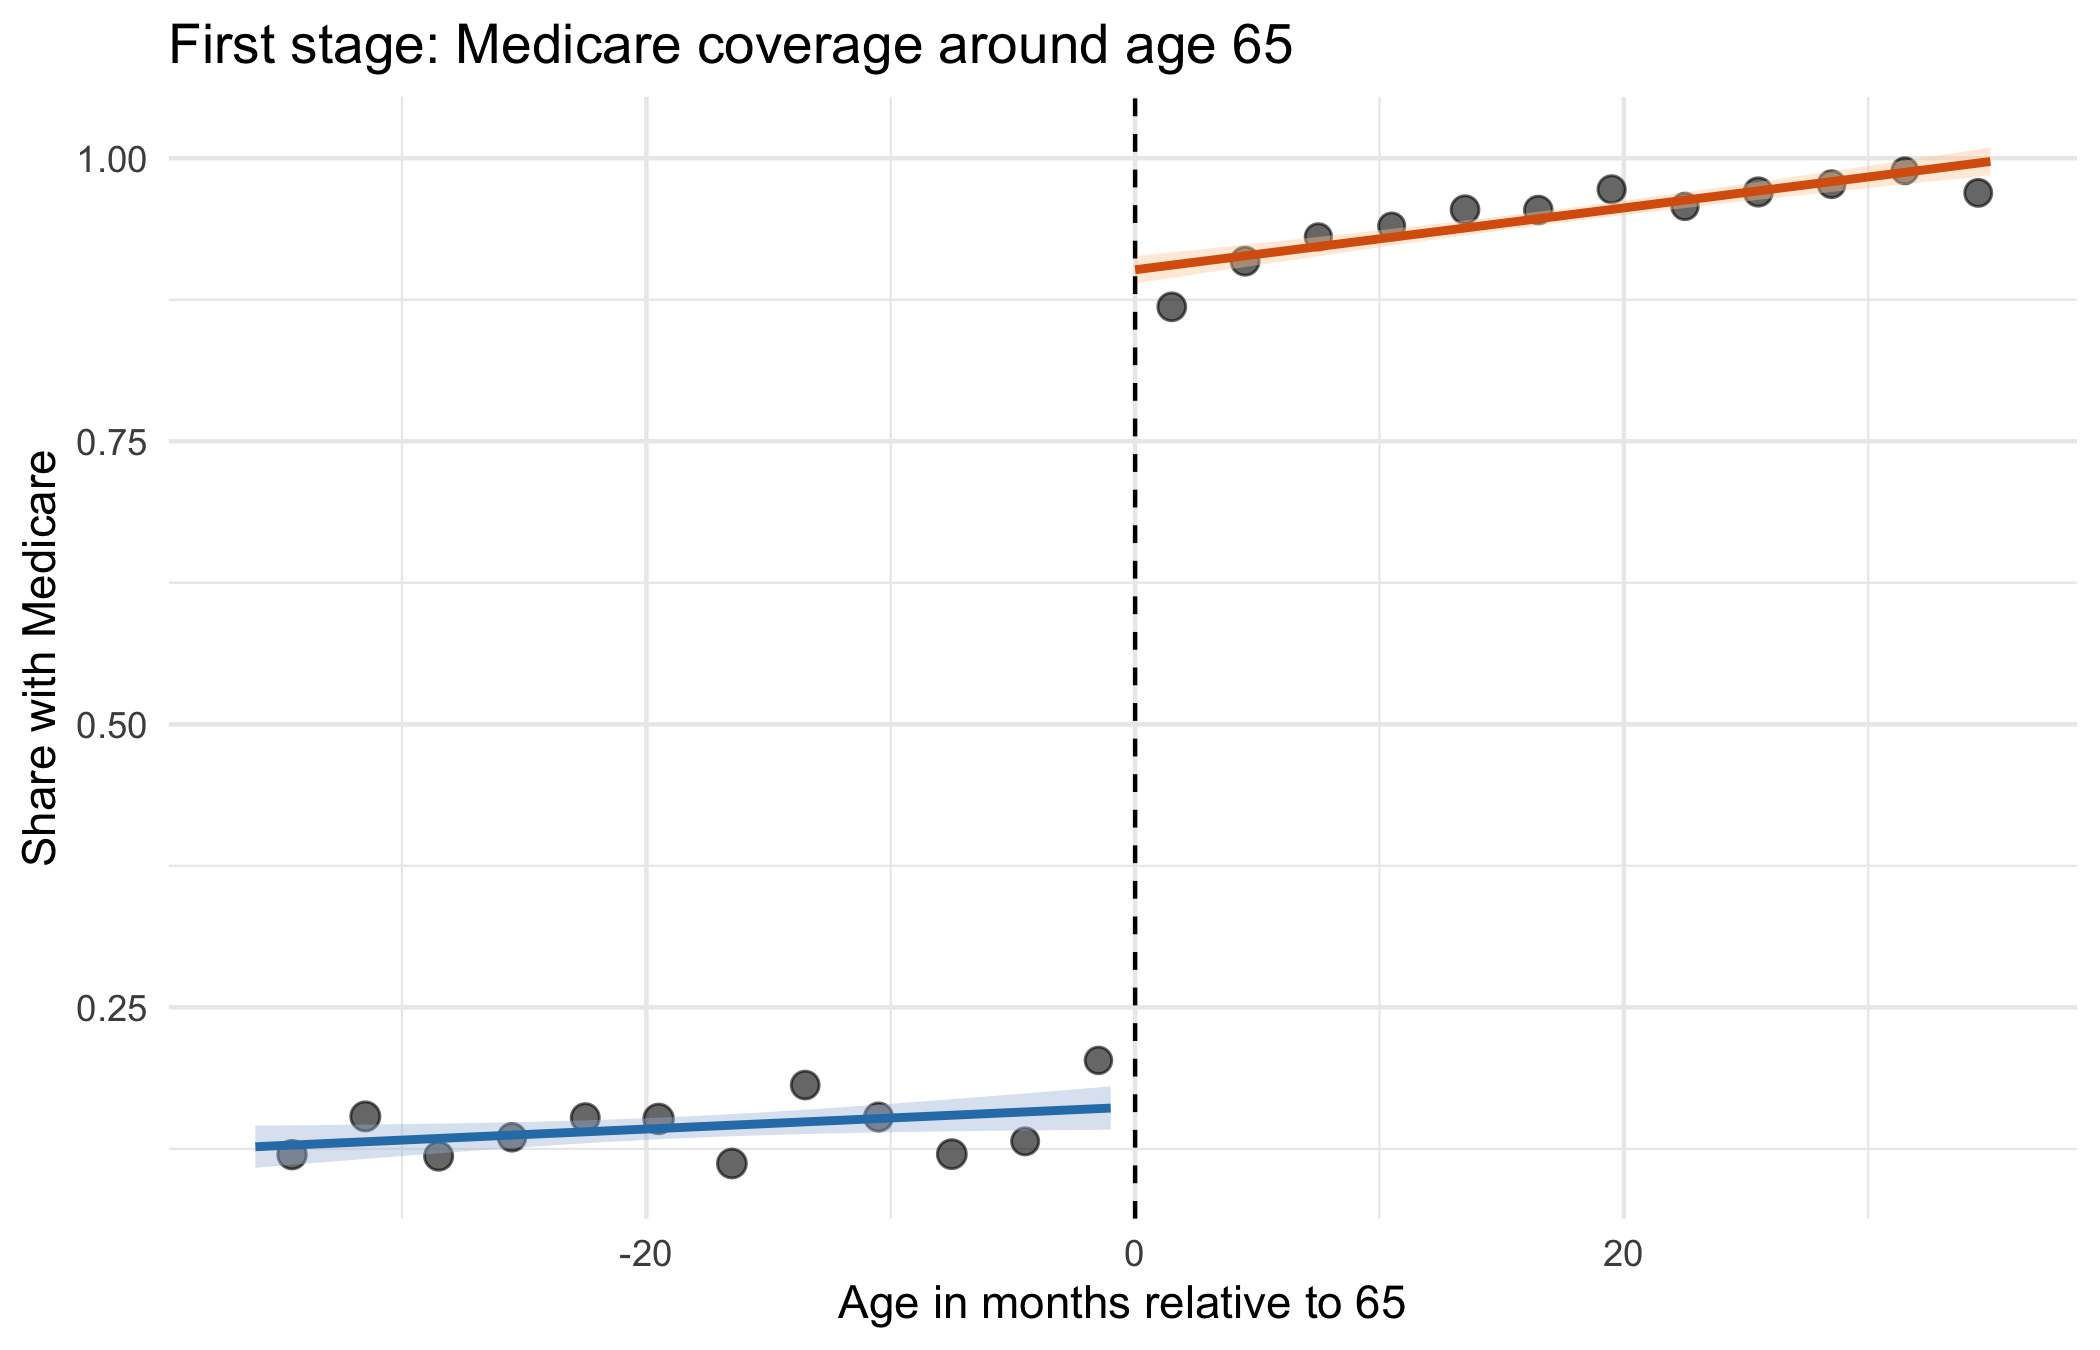 First stage: Medicare coverage around age 65
Share with Medicare
1.00
0.75
0.50
0.25
-20
0
20
Age in months relative to 65